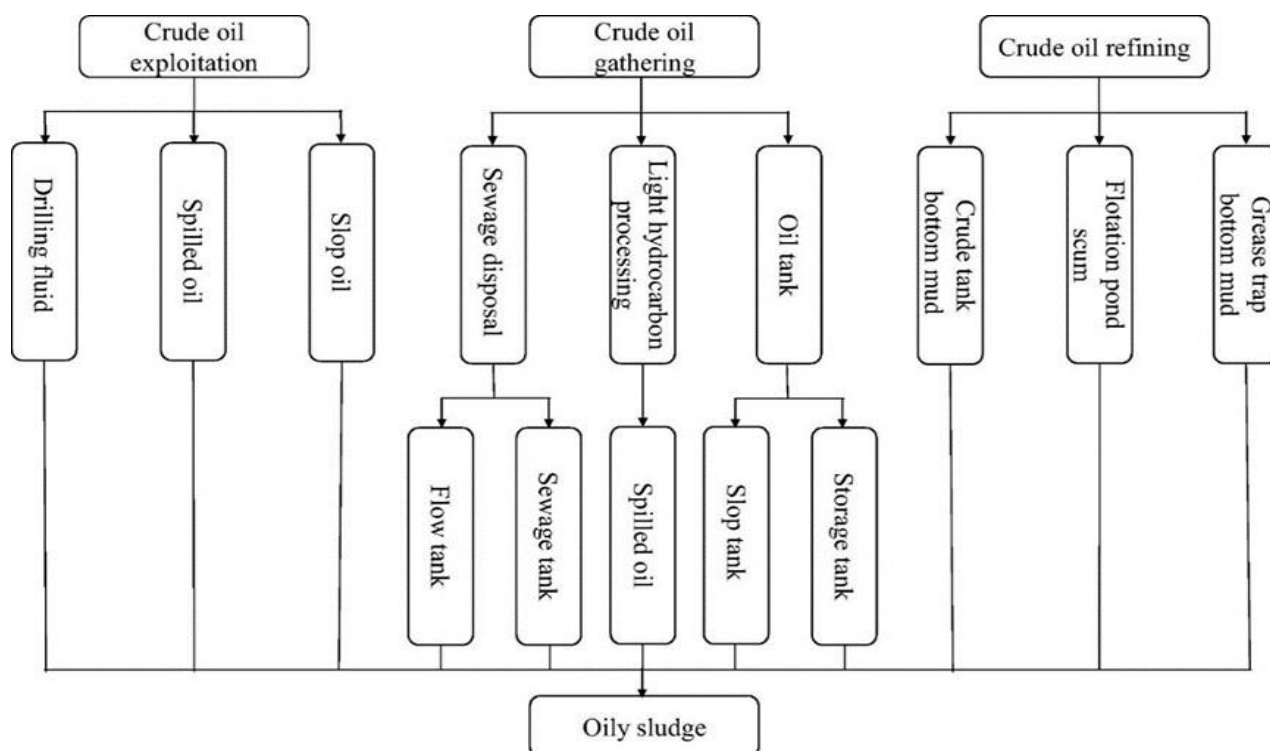 Crude oil
exploitation
Crude oil
gathering
Crude oil refining
Drilling fluid
Spilled oil
Slop oil
Sewage disposal
Light hydrocarbon
processing
Oil tank
Crude tank
bottom mud
Flotation pond
scum
Grease trap
bottom mud
Flow tank
Sewage tank
Spilled oil
Slop tank
Storage tank
Oily sludge